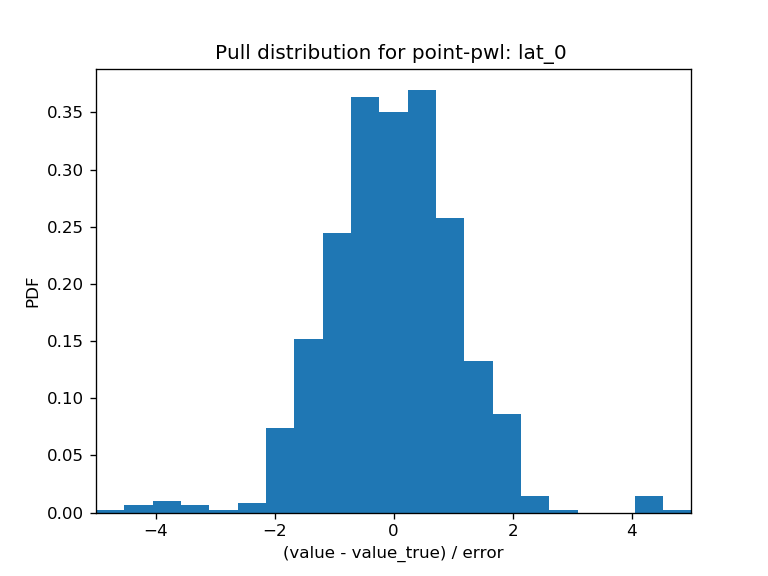 Pull distribution for point-pwl: lat_0
PDF
0.35
0.30
0.25
0.20
0.15
0.10
0.05
0.00
−4 −2 0 2 4
(value - value_true) / error